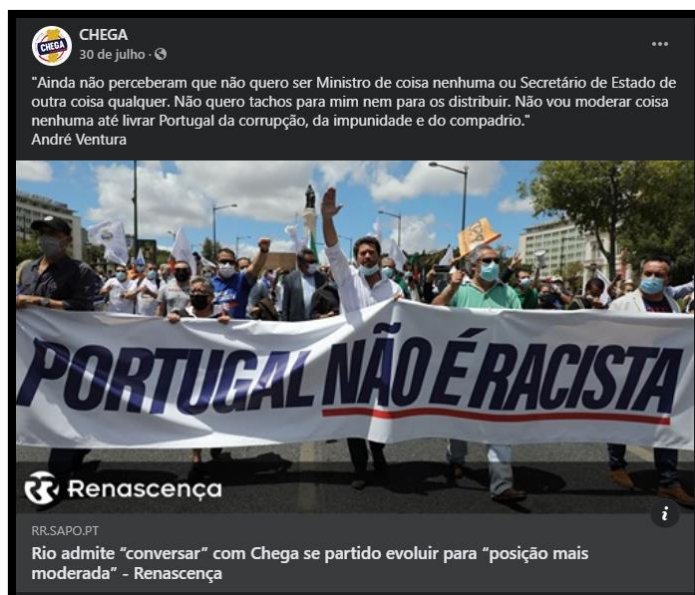 CHEGA
CHEGA
30 de julho ·
"Ainda não perceberam que não quero ser Ministro de coisa nenhuma ou Secretário de Estado de
outra coisa qualquer. Não quero tachos para mim nem para os distribuir. Não vou moderar coisa
nenhuma até livrar Portugal da corrupção, da impunidade e do compadrio."
André Ventura
PORTUGAL NÃO É RACISTA
Renascença
RR.SAPO.PT
Rio admite “conversar” com Chega se partido evoluir para “posição mais
moderada” - Renascença